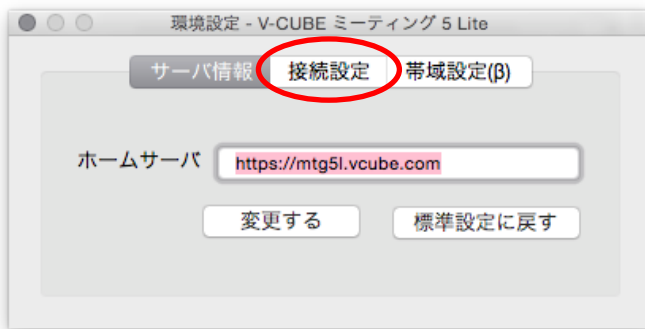 環境設定 - V-CUBE ミーティング 5 Lite
サーバ情報 接続設定 帯域設定(β)
ホームサーバ https://mtg5l.vcube.com
変更する 標準設定に戻す